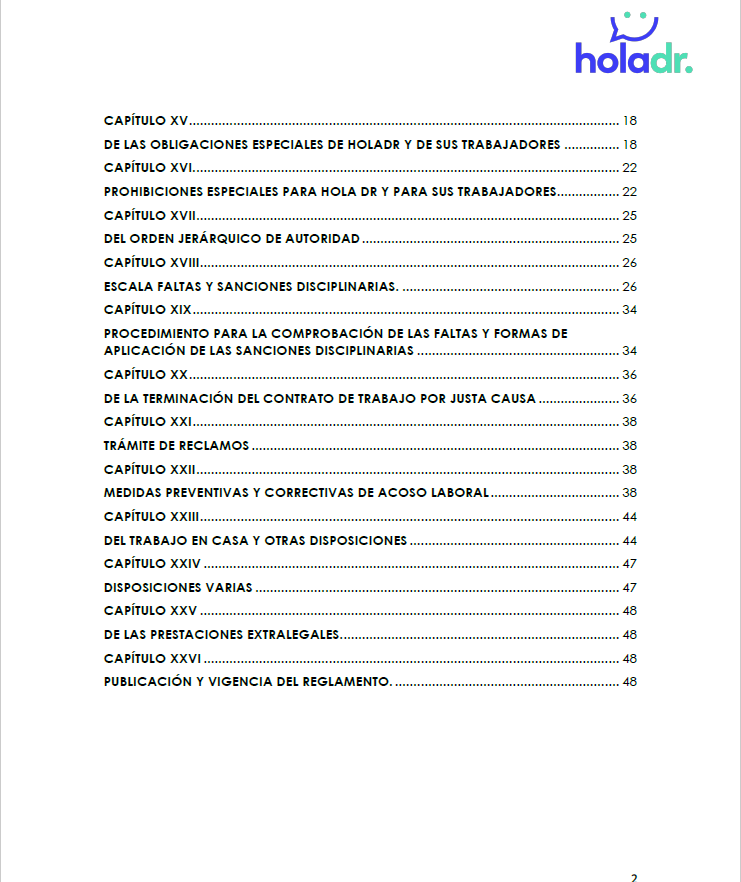 holadr.
CAPÍTULO XV 18
DE LAS OBLIGACIONES ESPECIALES DE HOLADR Y DE SUS TRABAJADORES 18
CAPÍTULO XVI 22
PROHIBICIONES ESPECIALES PARA HOLA DR Y PARA SUS TRABAJADORES 22
CAPÍTULO XVII 25
DEL ORDEN JERÁRQUICO DE AUTORIDAD 25
CAPÍTULO XVIII 26
ESCALA FALTAS Y SANCIONES DISCIPLINARIAS. 26
CAPÍTULO XIX 34
PROCEDIMIENTO PARA LA COMPROBACIÓN DE LAS FALTAS Y FORMAS DE
APLICACIÓN DE LAS SANCIONES DISCIPLINARIAS 34
CAPÍTULO XX 36
DE LA TERMINACIÓN DEL CONTRATO DE TRABAJO POR JUSTA CAUSA 36
CAPÍTULO XXI 38
TRÁMITE DE RECLAMOS 38
CAPÍTULO XXII 38
MEDIDAS PREVENTIVAS Y CORRECTIVAS DE ACOSO LABORAL 38
CAPÍTULO XXIII 44
DEL TRABAJO EN CASA Y OTRAS DISPOSICIONES 44
CAPÍTULO XXIV 47
DISPOSICIONES VARIAS 47
CAPÍTULO XXV 48
DE LAS PRESTACIONES EXTRALEGALES 48
CAPÍTULO XXVI 48
PUBLICACIÓN Y VIGENCIA DEL REGLAMENTO. 48
2